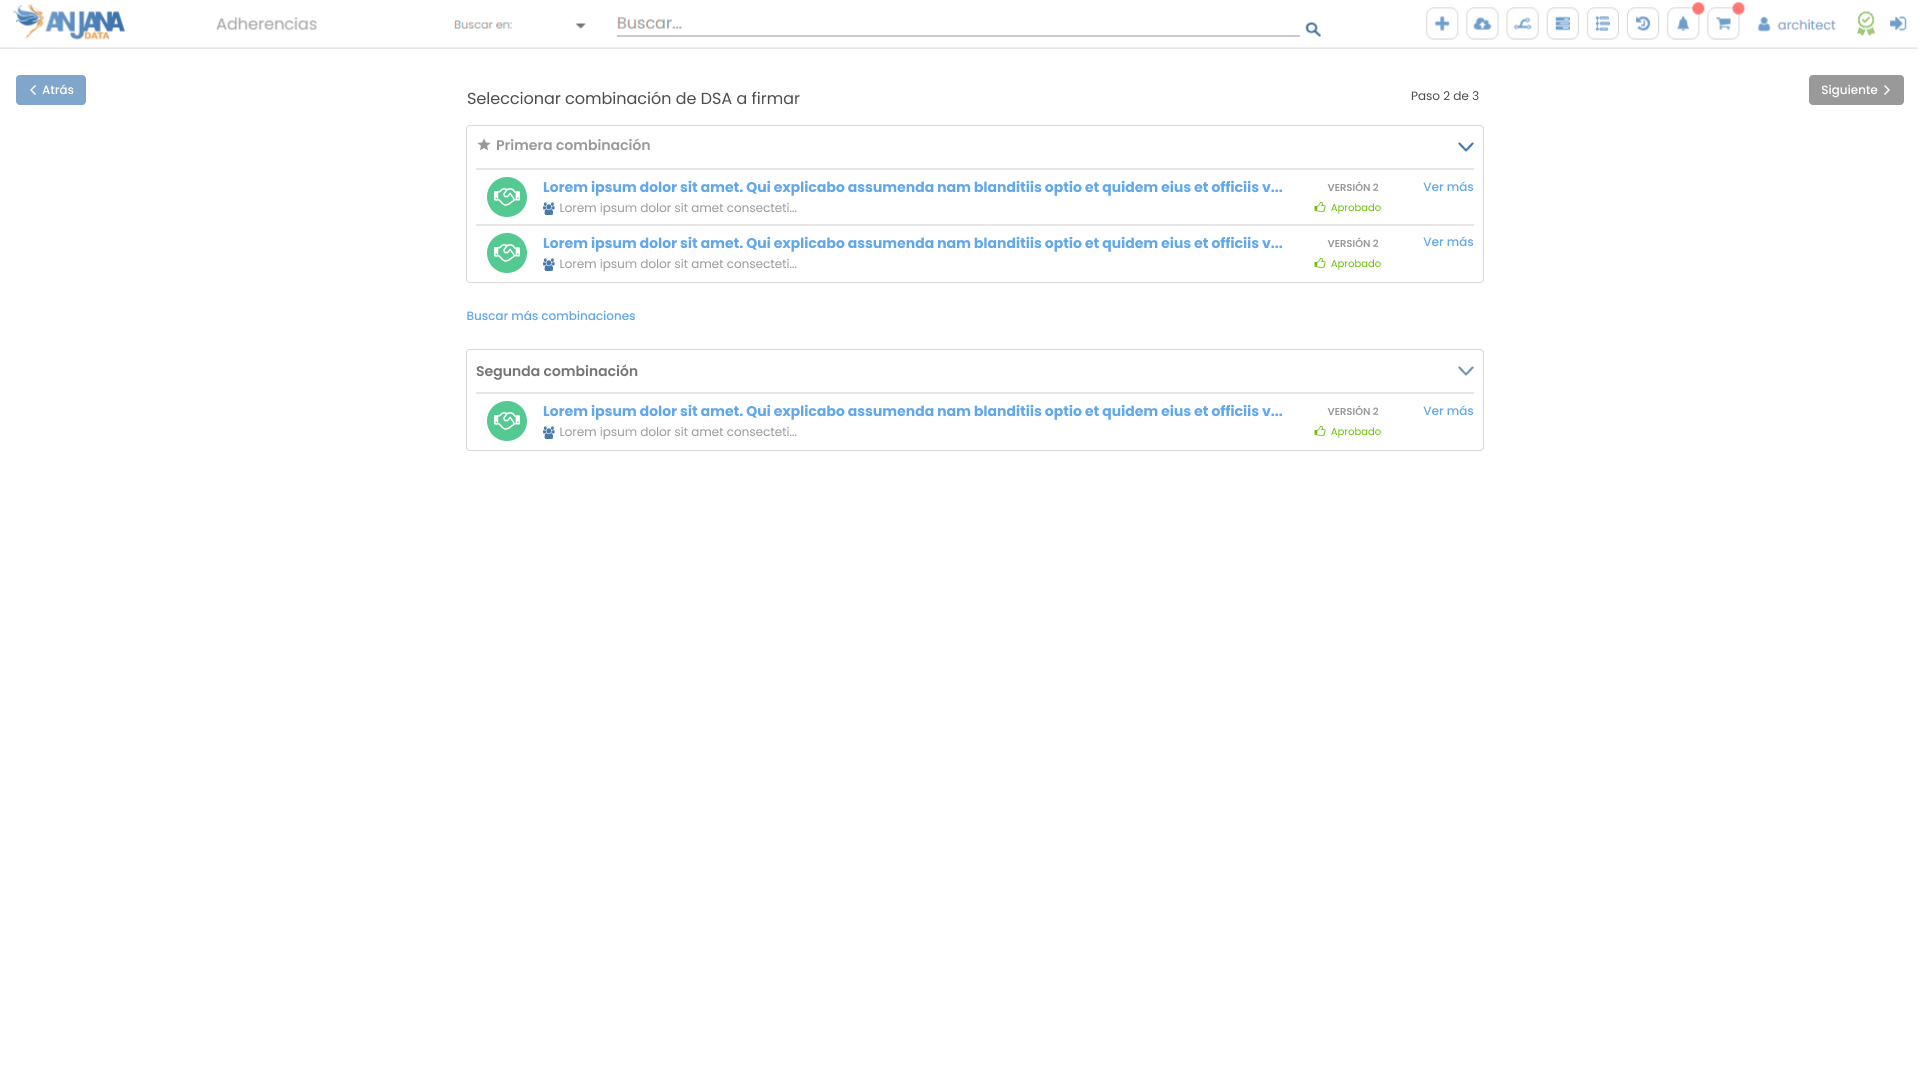 ANJANA DATA
Adherencias
Buscar en:
Buscar...
architect
Atrás
Siguiente
Seleccionar combinación de DSA a firmar
Paso 2 de 3
Primera combinación
Lorem ipsum dolor sit amet. Qui explicabo assumenda nam blanditiis optio et quidem eius et officiis v...
VERSIÓN 2
Ver más
Lorem ipsum dolor sit amet consecteti...
Aprobado
Lorem ipsum dolor sit amet. Qui explicabo assumenda nam blanditiis optio et quidem eius et officiis v...
VERSIÓN 2
Ver más
Lorem ipsum dolor sit amet consecteti...
Aprobado
Buscar más combinaciones
Segunda combinación
Lorem ipsum dolor sit amet. Qui explicabo assumenda nam blanditiis optio et quidem eius et officiis v...
VERSIÓN 2
Ver más
Lorem ipsum dolor sit amet consecteti...
Aprobado